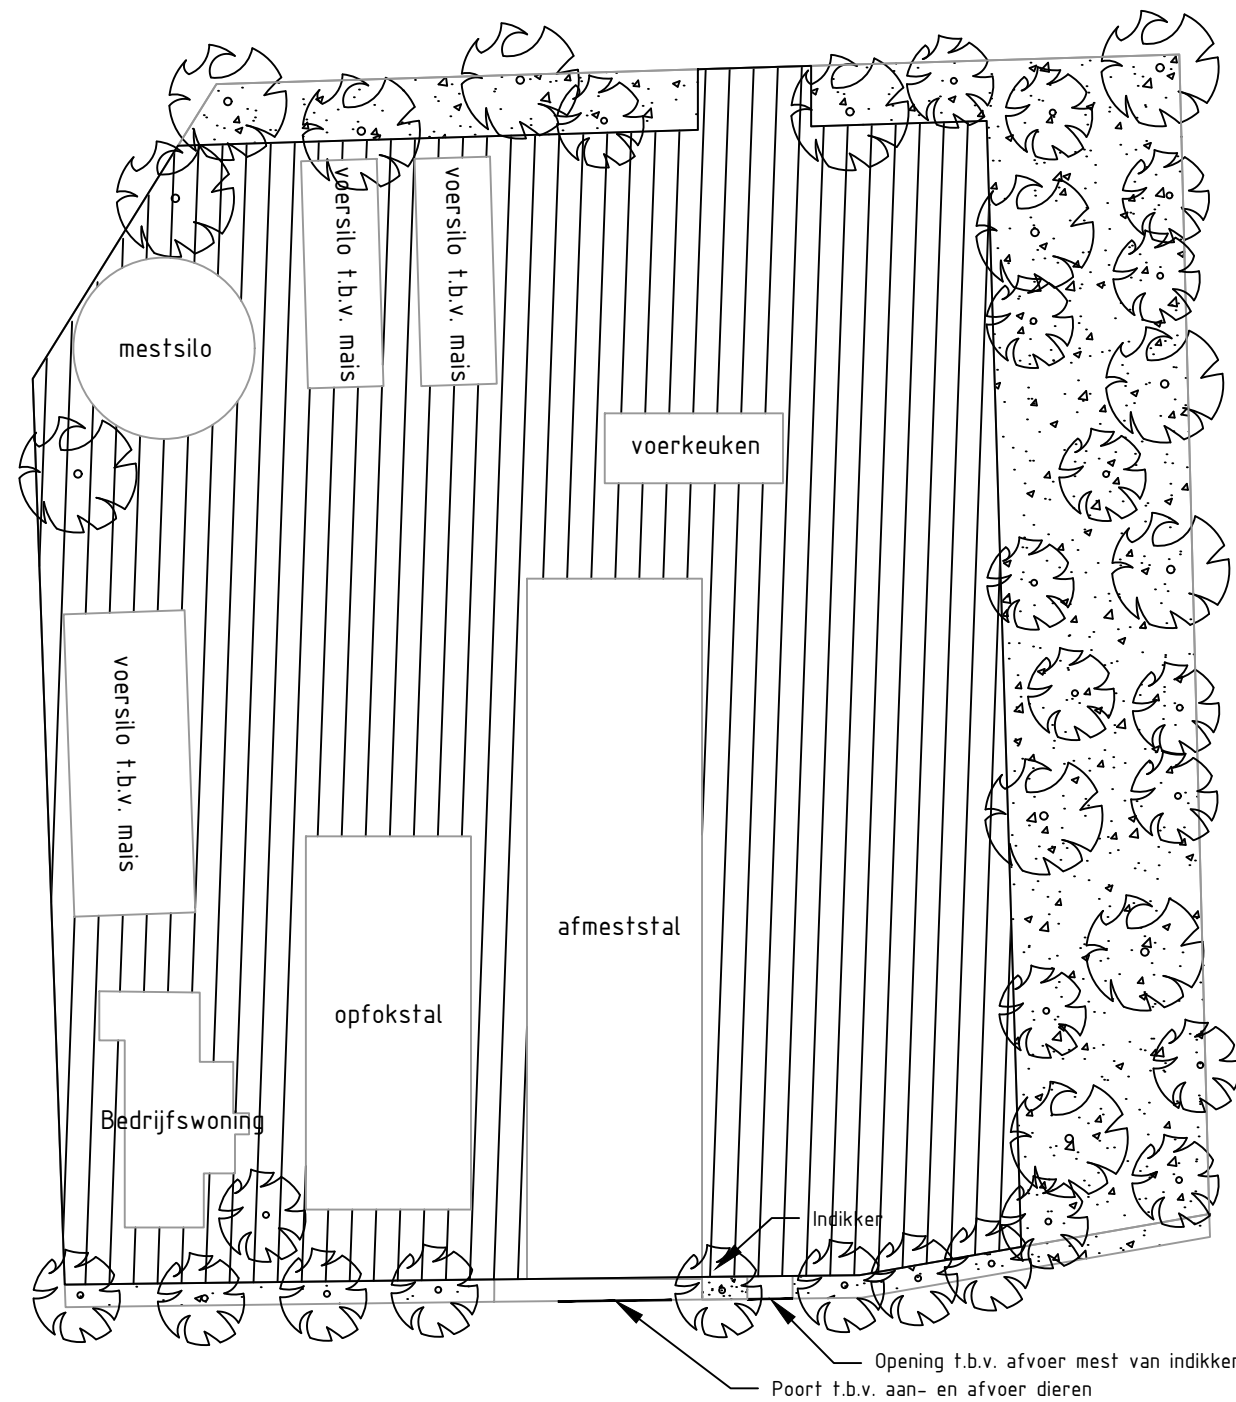 voersilo t.b.v. mais
voersilo t.b.v. mais
mestsilo
voerkeuken
voersilo t.b.v. mais
afmeststal
opfokstal
Bedrijfswoning
Indikker
Opening t.b.v. afvoer mest van indikker
Poort t.b.v. aan- en afvoer dieren